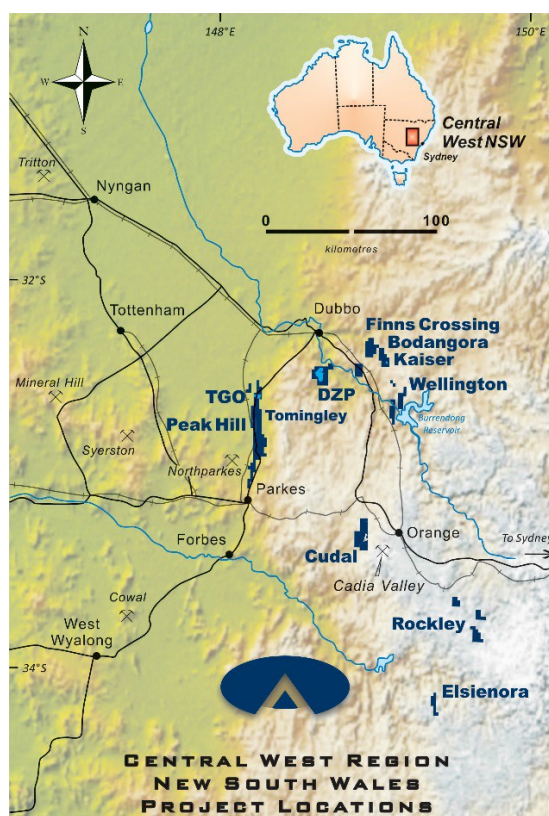 148°E
150°E
N
W
E
S
Central
West NSW
Sydney
Tritton
Nyngan
0
100
kilometres
32°S
Tottenham
Dubbo
Finns Crossing
Bodangora
Kaiser
Mineral Hill
TGO
DZP
Wellington
Burrendong
Reservoir
Peak Hill
Tomingley
Syerston
Northparkes
Parkes
Forbes
Orange
To Sydney
Cudal
Cadia Valley
Cowal
Rockley
West
Wyalong
34°S
Elsienora
CENTRAL WEST REGION
NEW SOUTH WALES
PROJECT LOCATIONS